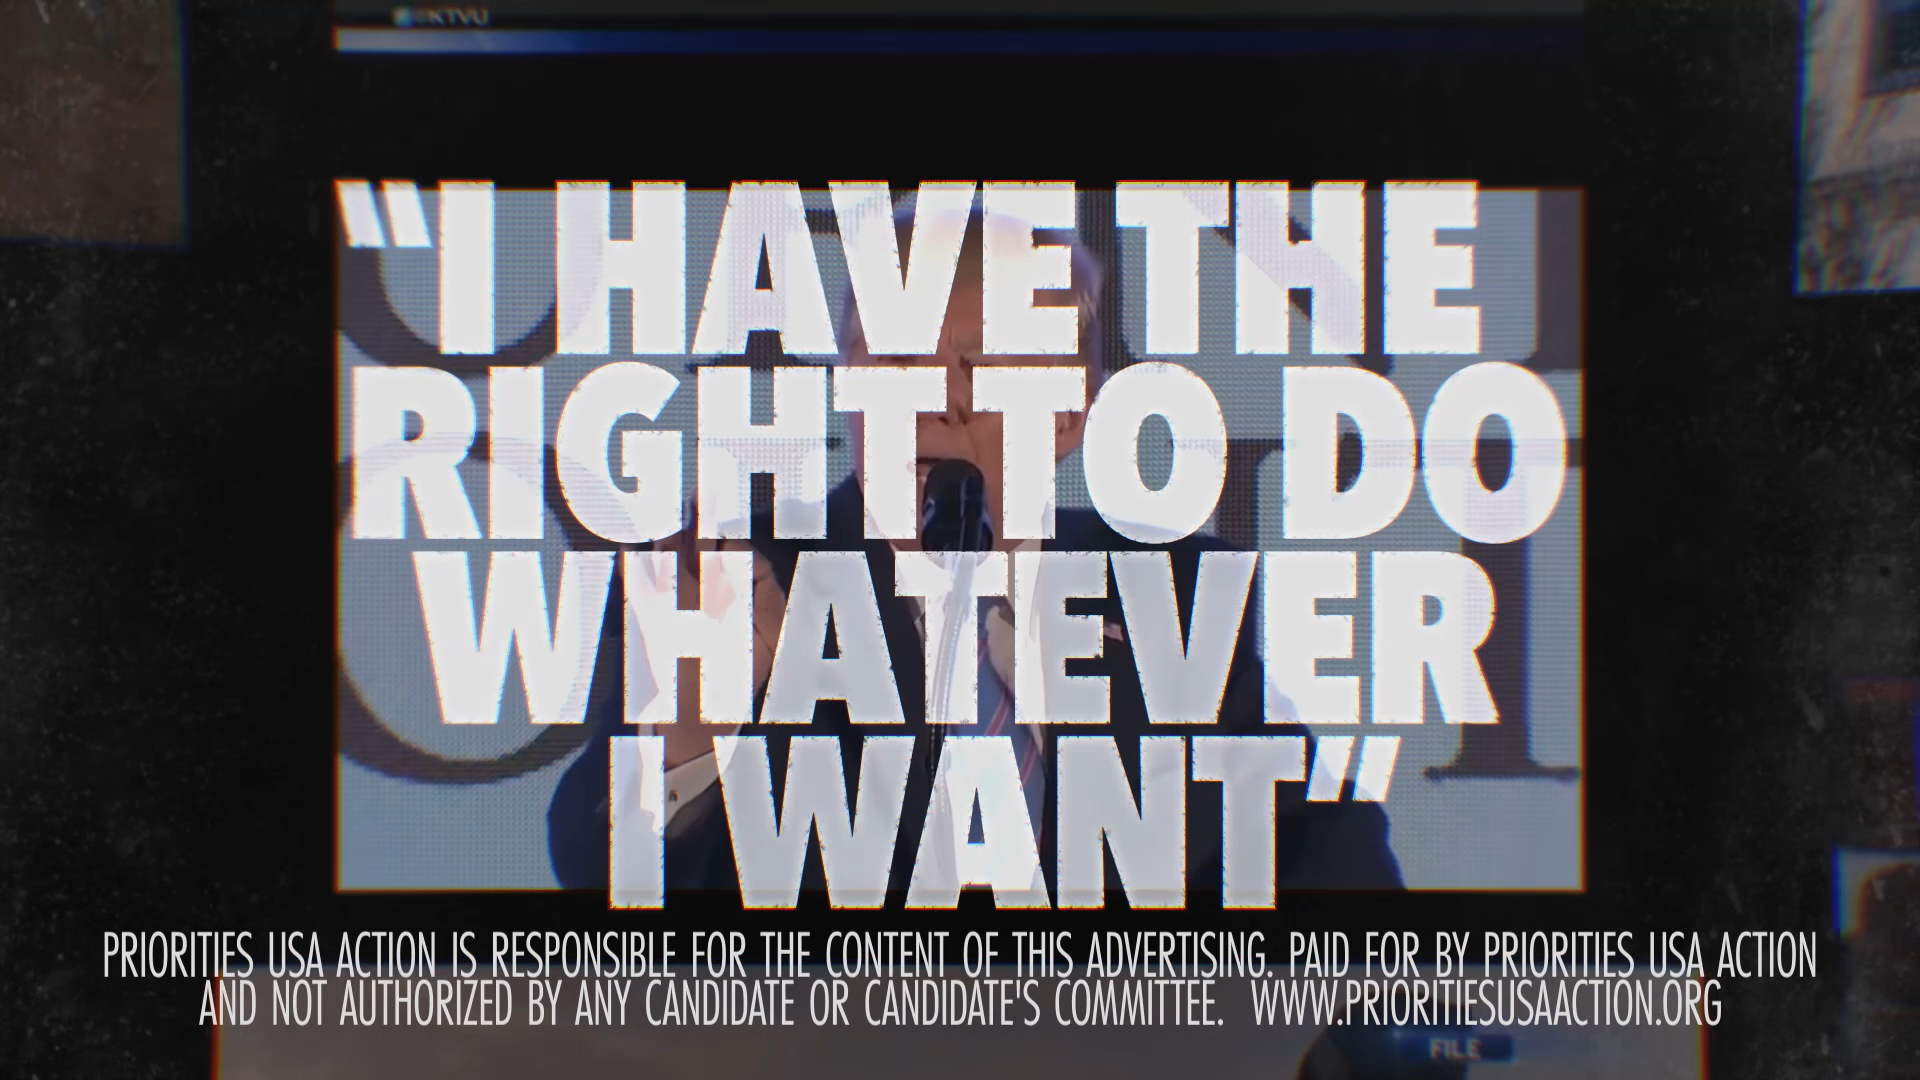 KTVU
“I HAVE THE
RIGHT TO DO
WHATEVER
I WANT”
PRIORITIES USA ACTION IS RESPONSIBLE FOR THE CONTENT OF THIS ADVERTISING. PAID FOR BY PRIORITIES USA ACTION
AND NOT AUTHORIZED BY ANY CANDIDATE OR CANDIDATE'S COMMITTEE. WWW.PRIORITIESUSAACTION.ORG
FILE